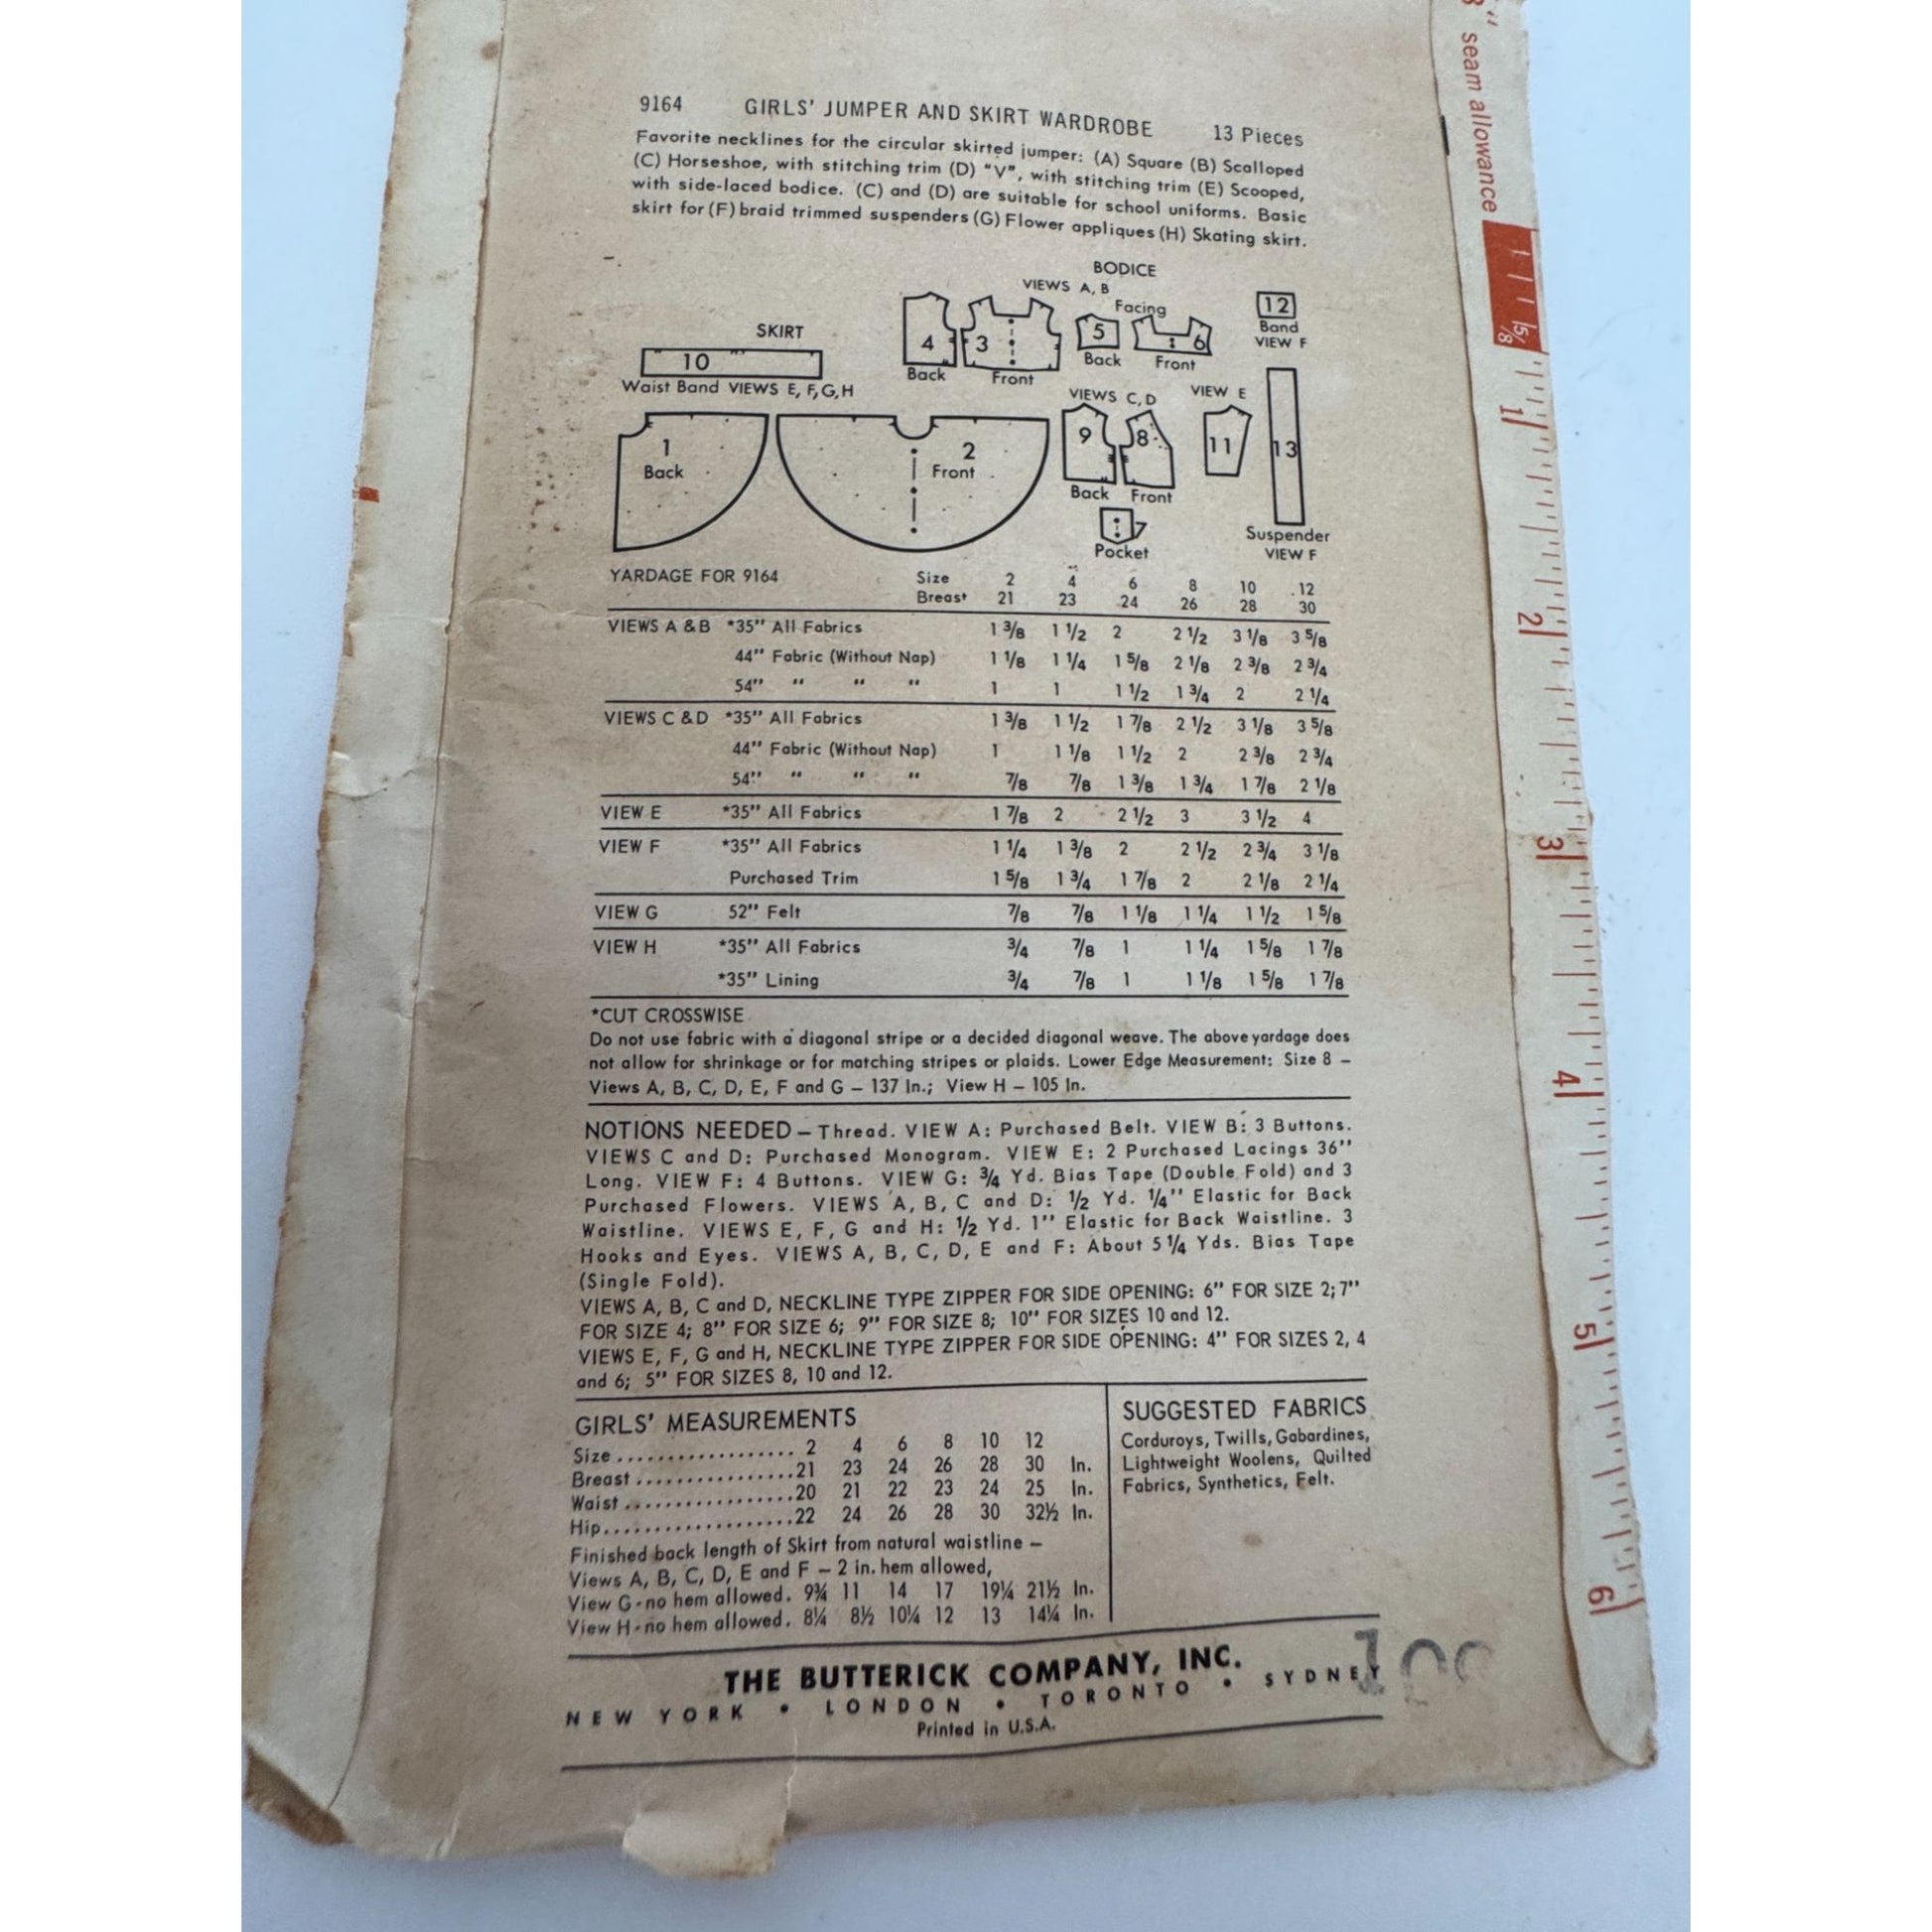 9164 GIRLS' JUMPER AND SKIRT WARDROBE 13 Pieces
Favorite necklines for the circular skirted jumper: (A) Square (B) Scalloped
(C) Horseshoe, with stitching trim (D) "V", with stitching trim (E) Scooped,
with side-laced bodice. (C) and (D) are suitable for school uniforms. Basic
skirt for (F) braid trimmed suspenders (G) Flower appliques (H) Skating skirt.
BODICE
VIEWS A, B
Facing
4 3 5 6 12
Back Front Back Front
Band
VIEW F
SKIRT
10
Waist Band VIEWS E, F, G, H
1
Back
2
Front
VIEWS C, D
9 8
Back Front
7
Pocket
VIEW E
11
13
Suspender
VIEW F
YARDAGE FOR 9164 Size 2 4 6 8 10 12
Breast 21 23 24 26 28 30
VIEWS A & B *35" All Fabrics 1 3/8 1 1/2 2 2 1/2 3 1/8 3 5/8
44" Fabric (Without Nap) 1 1/8 1 1/4 1 5/8 2 1/8 2 3/8 2 3/4
54" " " " 1 1 1 1/2 1 3/4 2 2 1/4
VIEWS C & D *35" All Fabrics 1 3/8 1 1/2 1 7/8 2 1/2 3 1/8 3 5/8
44" Fabric (Without Nap) 1 1 1/8 1 1/2 2 2 3/8 2 3/4
54" " " " 7/8 7/8 1 3/8 1 3/4 1 7/8 2 1/8
VIEW E *35" All Fabrics 1 7/8 2 2 1/2 3 3 1/2 4
VIEW F *35" All Fabrics 1 1/4 1 3/8 2 2 1/2 2 3/4 3 1/8
Purchased Trim 1 5/8 1 3/4 1 7/8 2 2 1/8 2 1/4
VIEW G 52" Felt 7/8 7/8 1 1/8 1 1/4 1 1/2 1 5/8
VIEW H *35" All Fabrics 3/4 7/8 1 1 1/4 1 5/8 1 7/8
*35" Lining 3/4 7/8 1 1 1/8 1 5/8 1 7/8
*CUT CROSSWISE
Do not use fabric with a diagonal stripe or a decided diagonal weave. The above yardage does
not allow for shrinkage or for matching stripes or plaids. Lower Edge Measurement: Size 8 –
Views A, B, C, D, E, F and G – 137 In.; View H – 105 In.
NOTIONS NEEDED – Thread. VIEW A: Purchased Belt. VIEW B: 3 Buttons.
VIEWS C and D: Purchased Monogram. VIEW E: 2 Purchased Lacings 36"
Long. VIEW F: 4 Buttons. VIEW G: 3/4 Yd. Bias Tape (Double Fold) and 3
Purchased Flowers. VIEWS A, B, C and D: 1/2 Yd. 1/4" Elastic for Back
Waistline. VIEWS E, F, G and H: 1/2 Yd. 1" Elastic for Back Waistline. 3
Hooks and Eyes. VIEWS A, B, C, D, E and F: About 5 1/4 Yds. Bias Tape
(Single Fold).
VIEWS A, B, C and D, NECKLINE TYPE ZIPPER FOR SIDE OPENING: 6" FOR SIZE 2; 7"
FOR SIZE 4; 8" FOR SIZE 6; 9" FOR SIZE 8; 10" FOR SIZES 10 and 12.
VIEWS E, F, G and H, NECKLINE TYPE ZIPPER FOR SIDE OPENING: 4" FOR SIZES 2, 4
and 6; 5" FOR SIZES 8, 10 and 12.
GIRLS' MEASUREMENTS
Size .................. 2 4 6 8 10 12
Breast ................ 21 23 24 26 28 30 In.
Waist ................. 20 21 22 23 24 25 In.
Hip ................... 22 24 26 28 30 32½ In.
Finished back length of Skirt from natural waistline –
Views A, B, C, D, E and F – 2 in. hem allowed,
View G - no hem allowed. 9¾ 11 14 17 19¼ 21½ In.
View H - no hem allowed. 8¼ 8½ 10¼ 12 13 14¼ In.
SUGGESTED FABRICS
Corduroys, Twills, Gabardines,
Lightweight Woolens, Quilted
Fabrics, Synthetics, Felt.
THE BUTTERICK COMPANY, INC.
NEW YORK • LONDON • TORONTO • SYDNEY
Printed in U.S.A.
100
seam allowance
5/8
1
2
3
4
5
6